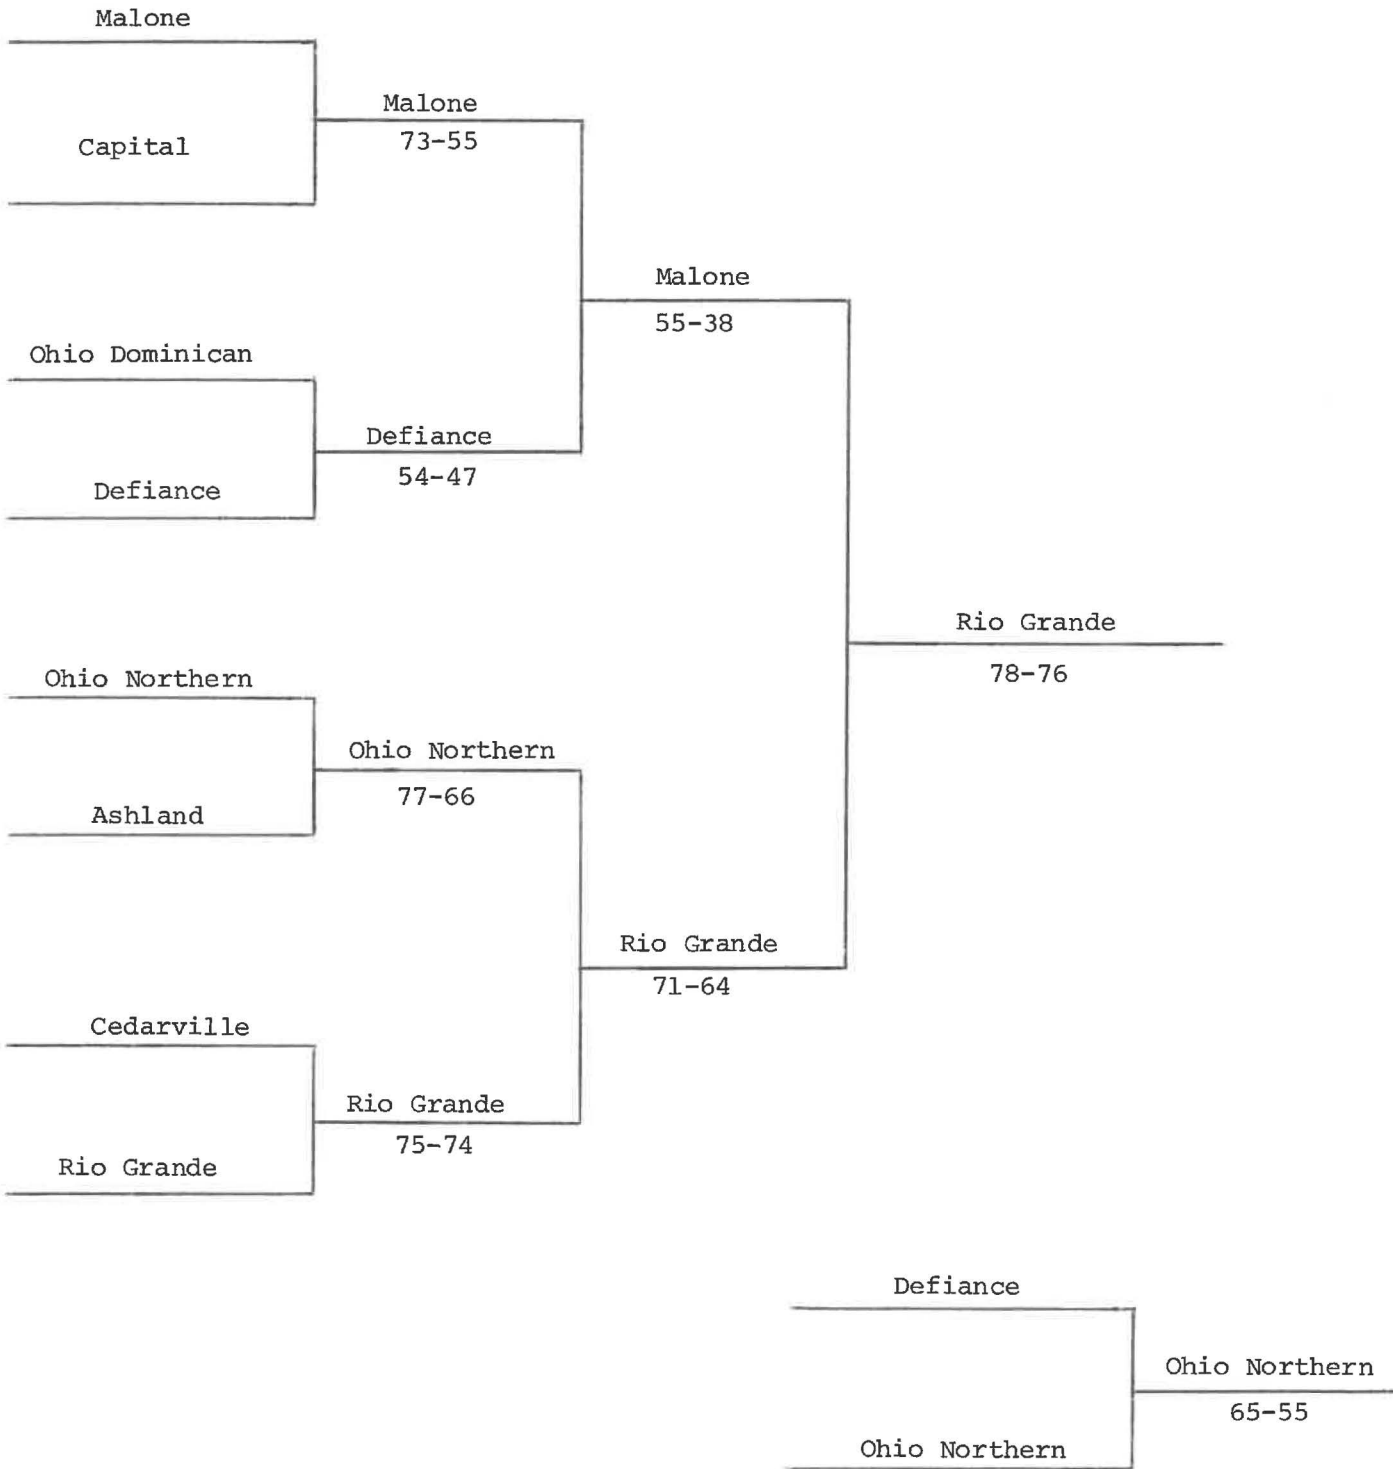 Malone
Capital
Malone
73-55
Ohio Dominican
Defiance
Defiance
54-47
Malone
55-38
Ohio Northern
Ashland
Ohio Northern
77-66
Cedarville
Rio Grande
Rio Grande
75-74
Rio Grande
71-64
Rio Grande
78-76
Defiance
Ohio Northern
Ohio Northern
65-55